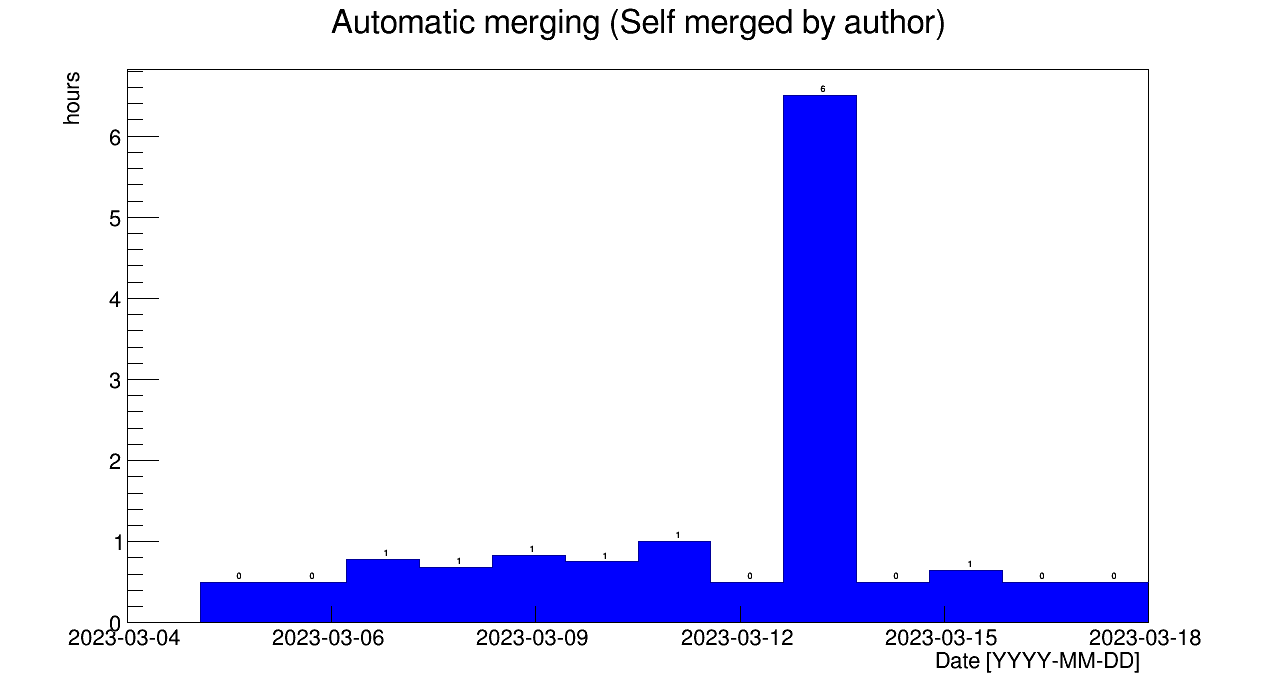 Automatic merging (Self merged by author)
hours
6
5
4
3
2
1
0
6
0 0 1 1 1 1 1 0 0 1 0 0
2023-03-04 2023-03-06 2023-03-09 2023-03-12 2023-03-15 2023-03-18
Date [YYYY-MM-DD]